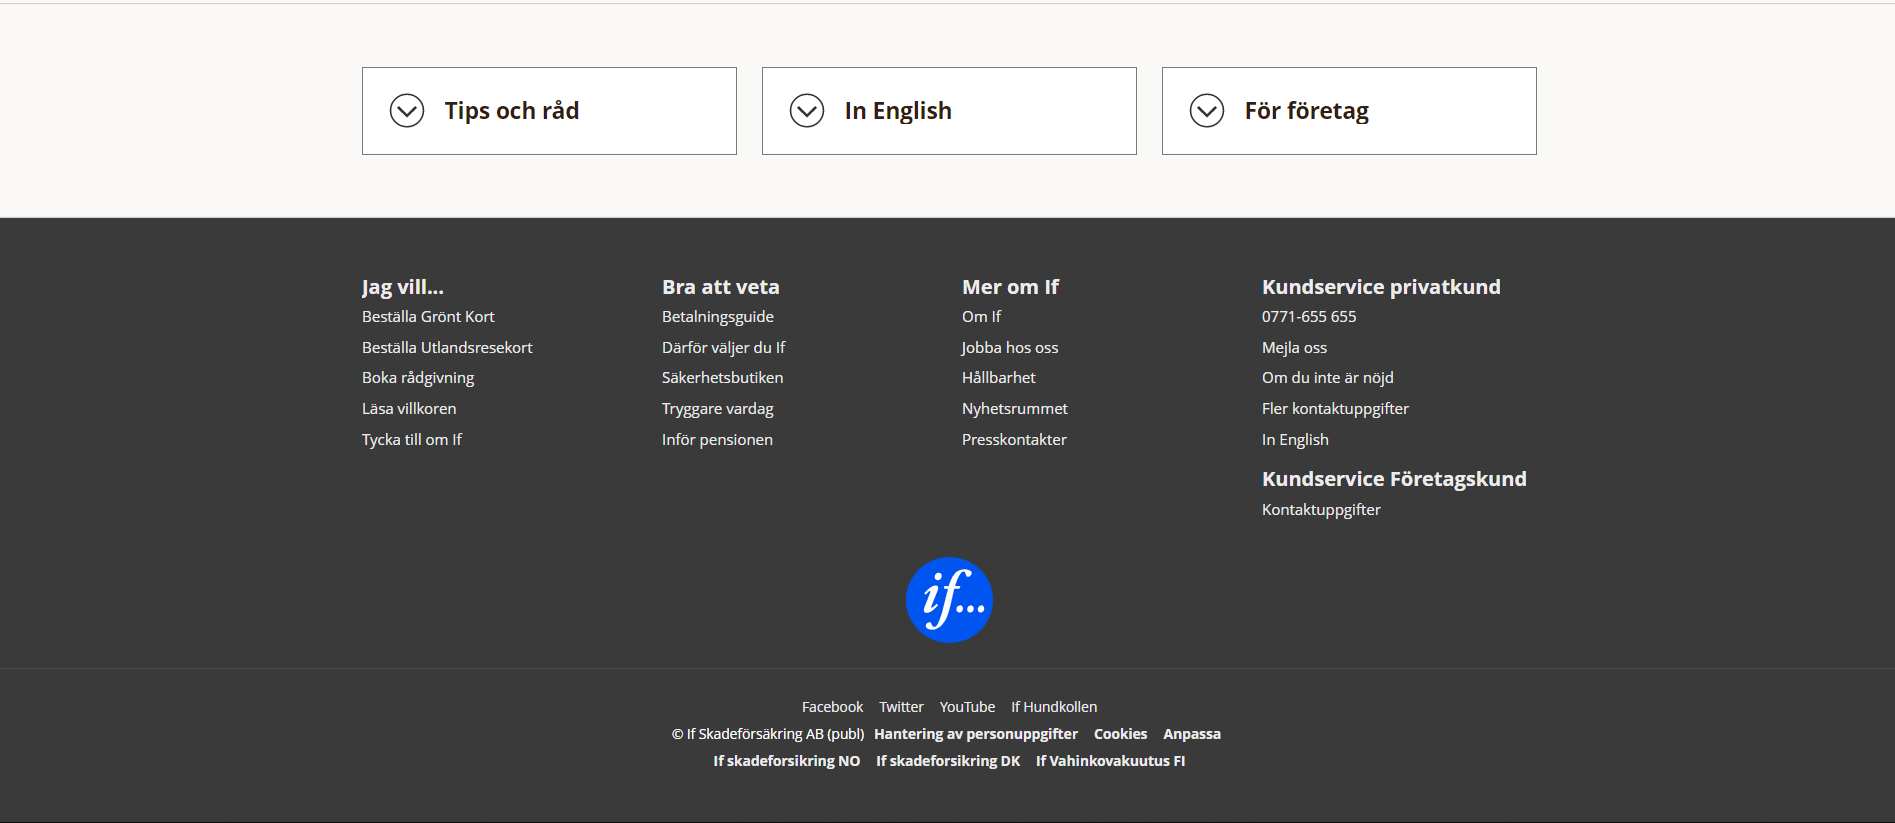 Tips och råd
In English
För företag
Jag vill...
Beställa Grönt Kort
Beställa Utlandsresekort
Boka rådgivning
Läsa villkoren
Tycka till om If
Bra att veta
Betalningsguide
Därför väljer du If
Säkerhetsbutiken
Tryggare vardag
Inför pensionen
Mer om If
Om If
Jobba hos oss
Hållbarhet
Nyhetsrummet
Presskontakter
Kundservice privatkund
0771-655 655
Mejla oss
Om du inte är nöjd
Fler kontaktuppgifter
In English
Kundservice Företagskund
Kontaktuppgifter
if...
Facebook Twitter YouTube If Hundkollen
© If Skadeförsäkring AB (publ) Hantering av personuppgifter Cookies Anpassa
If skadeforsikring NO If skadeforsikring DK If Vahinkovakuutus FI